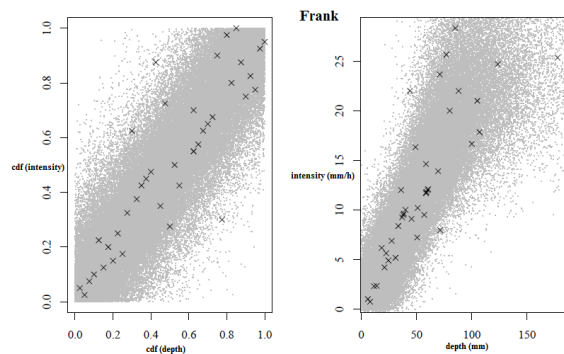 Frank
1.0
0.8
0.6
0.4
0.2
0.0
cdf (intensity)
0.0 0.2 0.4 0.6 0.8 1.0
cdf (depth)
25
20
15
10
5
0
intensity (mm/h)
0 50 100 150
depth (mm)